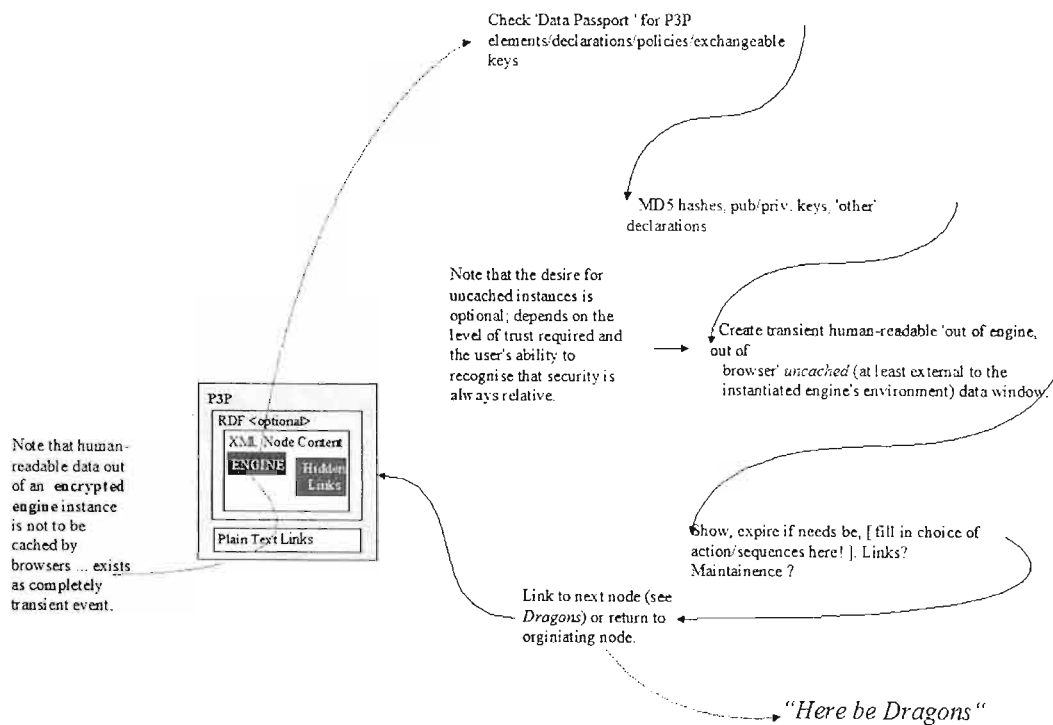 Check 'Data Passport ' for P3P
elements/declarations/policies/exchangeable
keys
MD5 hashes, pub/priv. keys, 'other'
declarations
Note that the desire for
uncached instances is
optional; depends on the
level of trust required and
the user's ability to
recognise that security is
always relative.
Create transient human-readable 'out of engine,
out of
browser' uncached (at least external to the
instantiated engine's environment) data window.
P3P
RDF <optional>
XML Node Content
ENGINE
Hidden
Links
Plain Text Links
Note that human-
readable data out
of an encrypted
engine instance
is not to be
cached by
browsers ... exists
as completely
transient event.
Show, expire if needs be, [ fill in choice of
action/sequences here! ]. Links?
Maintainence ?
Link to next node (see
Dragons) or return to
orginiating node.
"Here be Dragons"